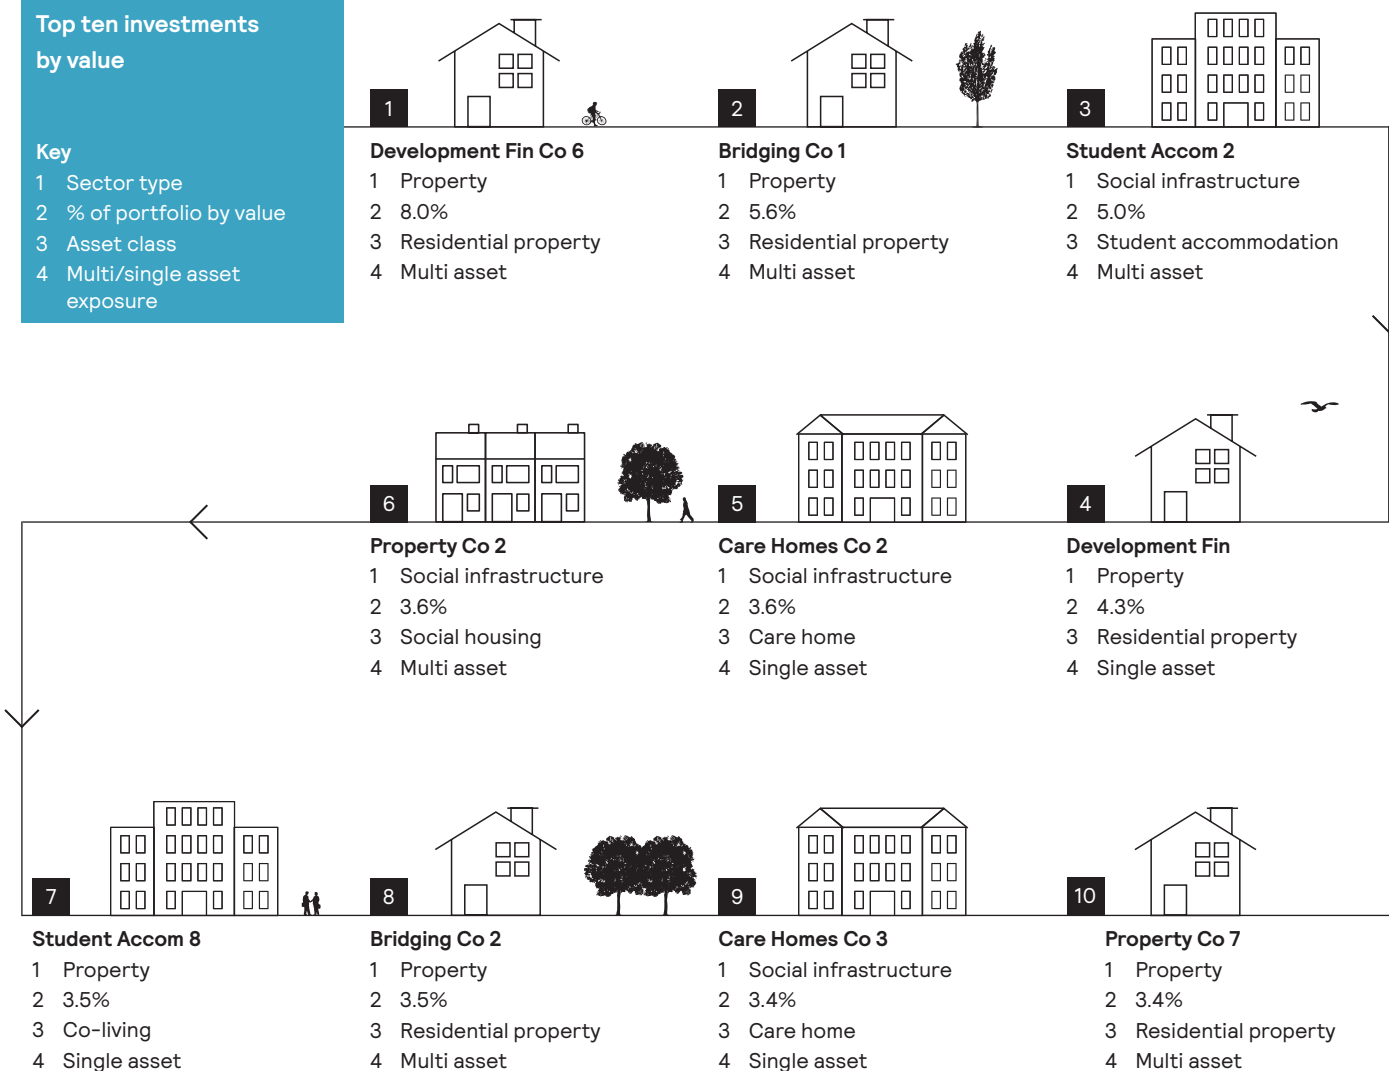 Top ten investments
by value
Key
1 Sector type
2 % of portfolio by value
3 Asset class
4 Multi/single asset
exposure
1
Development Fin Co 6
1 Property
2 8.0%
3 Residential property
4 Multi asset
2
Bridging Co 1
1 Property
2 5.6%
3 Residential property
4 Multi asset
3
Student Accom 2
1 Social infrastructure
2 5.0%
3 Student accommodation
4 Multi asset
4
Development Fin
1 Property
2 4.3%
3 Residential property
4 Single asset
5
Care Homes Co 2
1 Social infrastructure
2 3.6%
3 Care home
4 Single asset
6
Property Co 2
1 Social infrastructure
2 3.6%
3 Social housing
4 Multi asset
7
Student Accom 8
1 Property
2 3.5%
3 Co-living
4 Single asset
8
Bridging Co 2
1 Property
2 3.5%
3 Residential property
4 Multi asset
9
Care Homes Co 3
1 Social infrastructure
2 3.4%
3 Care home
4 Single asset
10
Property Co 7
1 Property
2 3.4%
3 Residential property
4 Multi asset